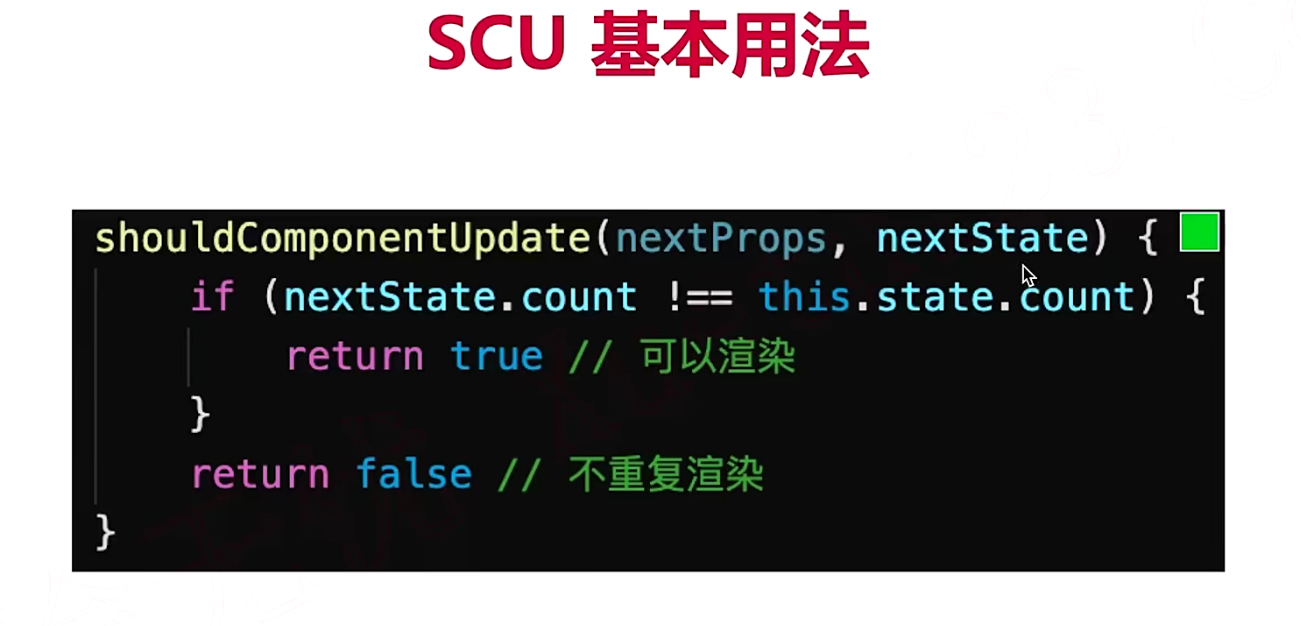 SCU 基本用法
shouldComponentUpdate(nextProps, nextState) {
if (nextState.count !== this.state.count) {
return true // 可以渲染
}
return false // 不重复渲染
}